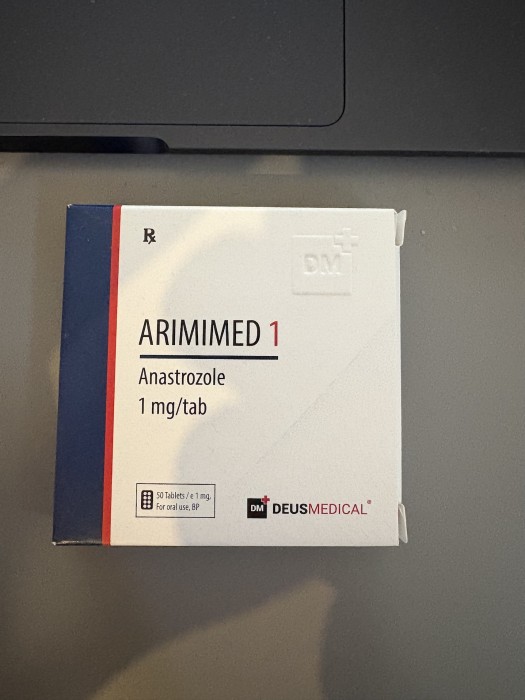 ℞
DM
ARIMIMED 1
Anastrozole
1 mg/tab
50 Tablets / e 1 mg.
For oral use, BP
DM DEUSMEDICAL®